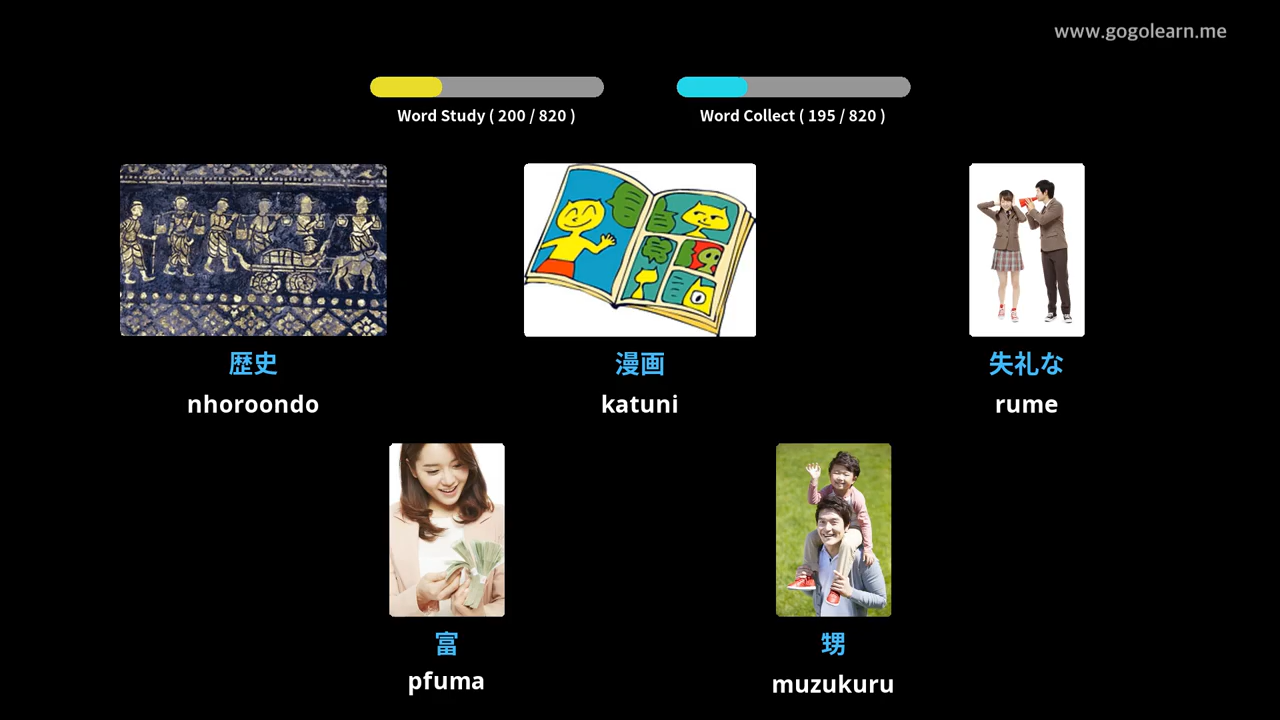 www.gogolearn.me
Word Study ( 200 / 820 )
Word Collect ( 195 / 820 )
歴史
nhoroondo
漫画
katuni
失礼な
rume
富
pfuma
甥
muzukuru